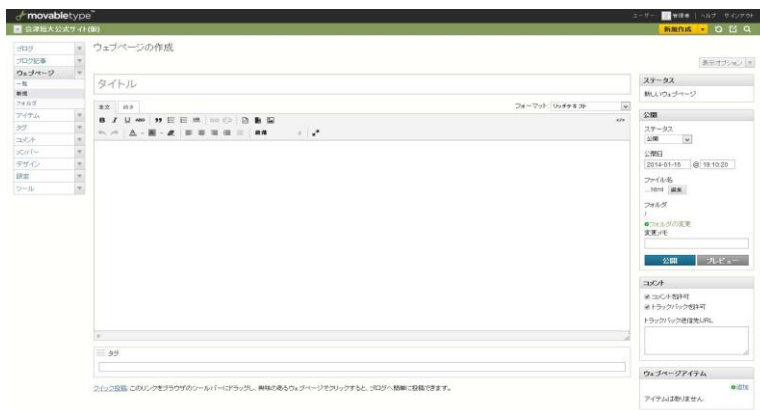 movabletype™
ユーザー: 管理者 | ヘルプ サインアウト
会津短大公式サイト(新)
新規作成
ブログ
ブログ記事
ウェブページ
一覧
新規
フォルダ
アイテム
タグ
コメント
メンバー
デザイン
設定
ツール
ウェブページの作成
表示オプション
タイトル
本文 続き
フォーマット: リッチテキスト
B I U ABC
A
段落
タグ
クイック投稿: このリンクをブラウザのツールバーにドラッグし、興味のあるウェブページでクリックすると、ブログへ簡単に投稿できます。
ステータス
新しいウェブページ
公開
ステータス
公開
公開日
2014-01-16 @ 19:10:20
ファイル名
...html 編集
フォルダ
/
フォルダの変更
変更メモ
公開 プレビュー
コメント
コメントを許可
トラックバックを許可
トラックバック送信先URL
ウェブページアイテム
追加
アイテムは有りません